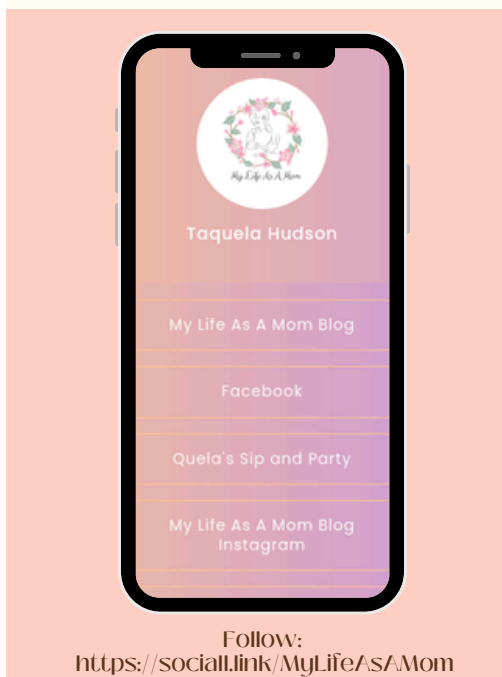 My Life As A Mom
Taquela Hudson
My Life As A Mom Blog
Facebook
Quela's Sip and Party
My Life As A Mom Blog
Instagram
Follow:
https://sociall.link/MyLifeAsAMom